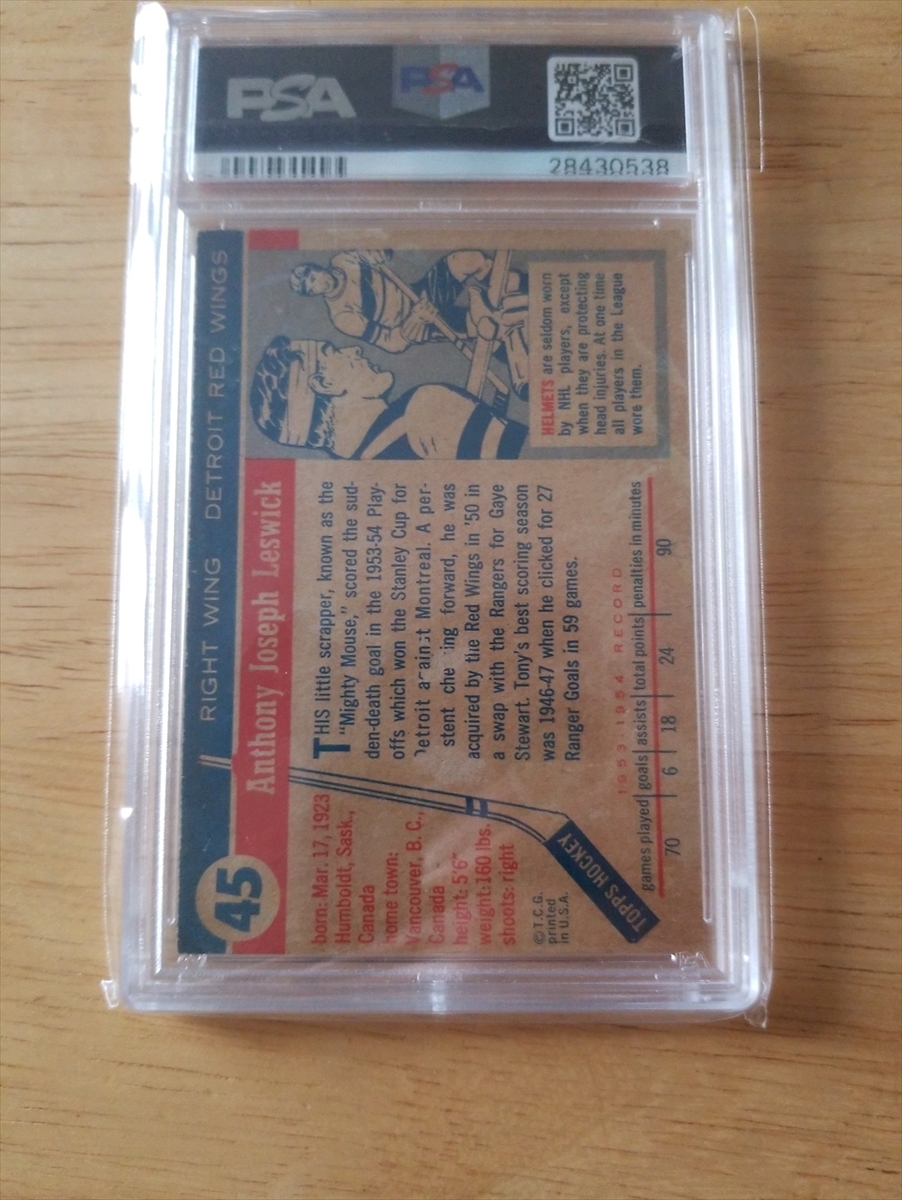 PSA
PSA
28430538
45
RIGHT WING DETROIT RED WINGS
Anthony Joseph Leswick
born: Mar. 17, 1923
Humboldt, Sask.,
Canada
home town:
Vancouver, B. C.,
Canada
height: 5'6"
weight: 160 lbs.
shoots: right
© T.C.G.
printed
in U.S.A.
TOPPS HOCKEY
THIS little scrapper, known as the
"Mighty Mouse," scored the sud-
den-death goal in the 1953-54 Play-
offs which won the Stanley Cup for
Detroit against Montreal. A per-
stent che ing forward, he was
acquired by the Red Wings in '50 in
a swap with the Rangers for Gaye
Stewart. Tony's best scoring season
was 1946-47 when he clicked for 27
Ranger Goals in 59 games.
HELMETS are seldom worn
by NHL players, except
when they are protecting
head injuries. At one time
all players in the League
wore them.
1953-1954 RECORD
games played goals assists total points penalties in minutes
70 6 18 24 90